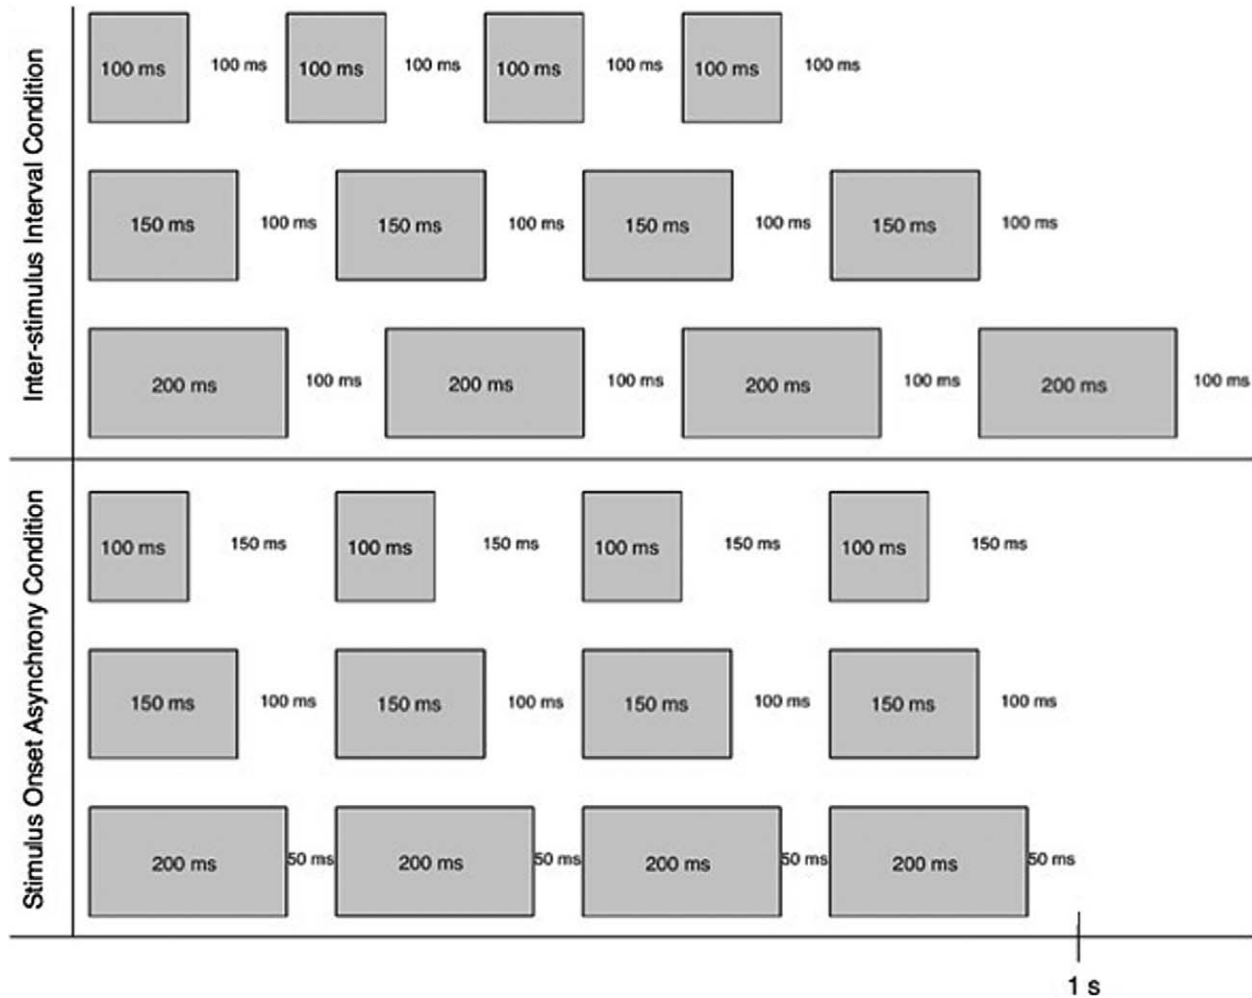 Inter-stimulus Interval Condition
100 ms 100 ms 100 ms 100 ms 100 ms 100 ms 100 ms 100 ms
150 ms 100 ms 150 ms 100 ms 150 ms 100 ms 150 ms 100 ms
200 ms 100 ms 200 ms 100 ms 200 ms 100 ms 200 ms 100 ms
Stimulus Onset Asynchrony Condition
100 ms 150 ms 100 ms 150 ms 100 ms 150 ms 100 ms 150 ms
150 ms 100 ms 150 ms 100 ms 150 ms 100 ms 150 ms 100 ms
200 ms 50 ms 200 ms 50 ms 200 ms 50 ms 200 ms 50 ms
1 s